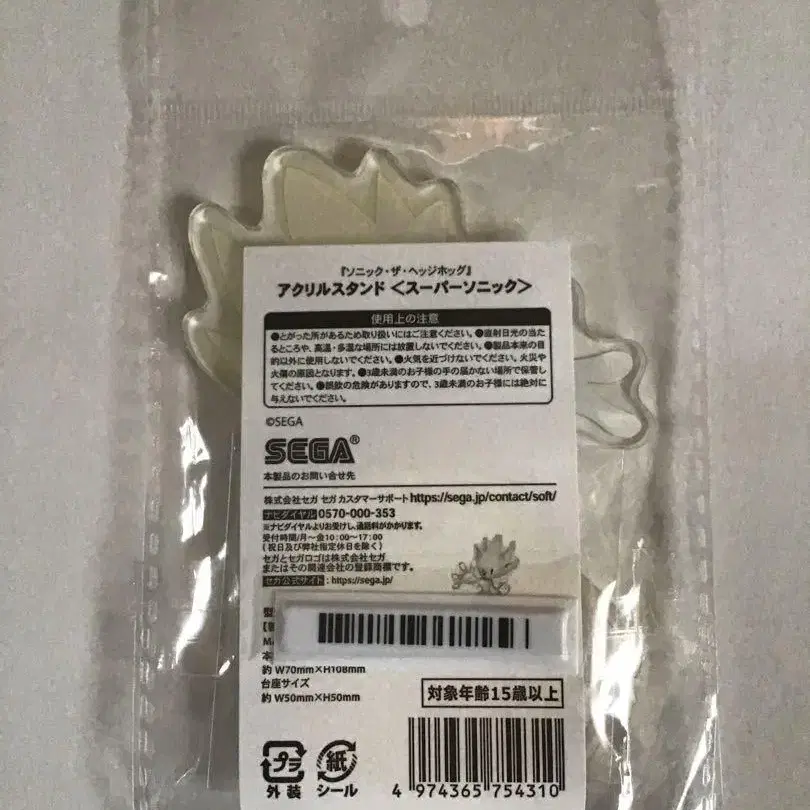 『ソニック・ザ・ヘッジホッグ』
アクリルスタンド＜スーパーソニック＞
使用上の注意
●とがった所があるため取り扱いにはご注意ください。●直射日光の当た
るところや、高温・多湿な場所には放置しないでください。●製品本来の目
的以外に使用しないでください。●火気を近づけないでください。火災や
火傷の原因となります。●3歳未満のお子様の手の届かない場所で保管し
てください。●誤飲の危険がありますので、3歳未満のお子様には絶対に
与えないでください。
©SEGA
SEGA®
本製品のお問い合せ先
株式会社セガ セガ カスタマーサポート https://sega.jp/contact/soft/
ナビダイヤル 0570-000-353
※ナビダイヤルよりお受けし、通話料がかかります。
受付時間/月～金10:00～17:00
(祝日及び弊社指定休日を除く)
セガとセガロゴは株式会社セガ
またはその関連会社の登録商標です。
セガ公式サイト : https://sega.jp/
約 W70mm×H108mm
台座サイズ
約 W50mm×H50mm
対象年齢15歳以上
プラ
外装
紙
シール
4 974365 754310